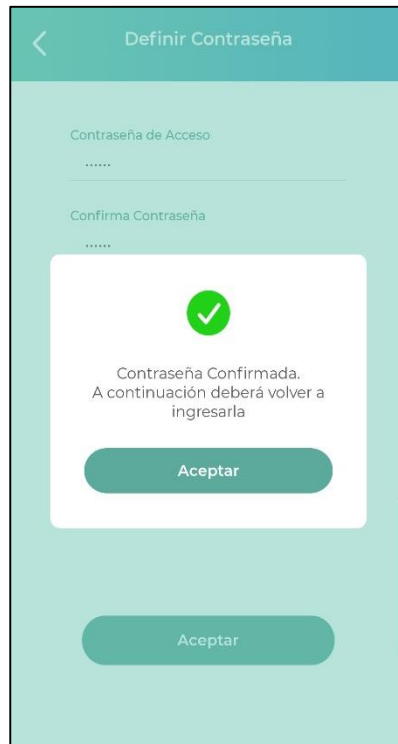 Definir Contraseña
Contraseña de Acceso
......
Confirma Contraseña
......
Contraseña Confirmada.
A continuación deberá volver a
ingresarla
Aceptar
Aceptar